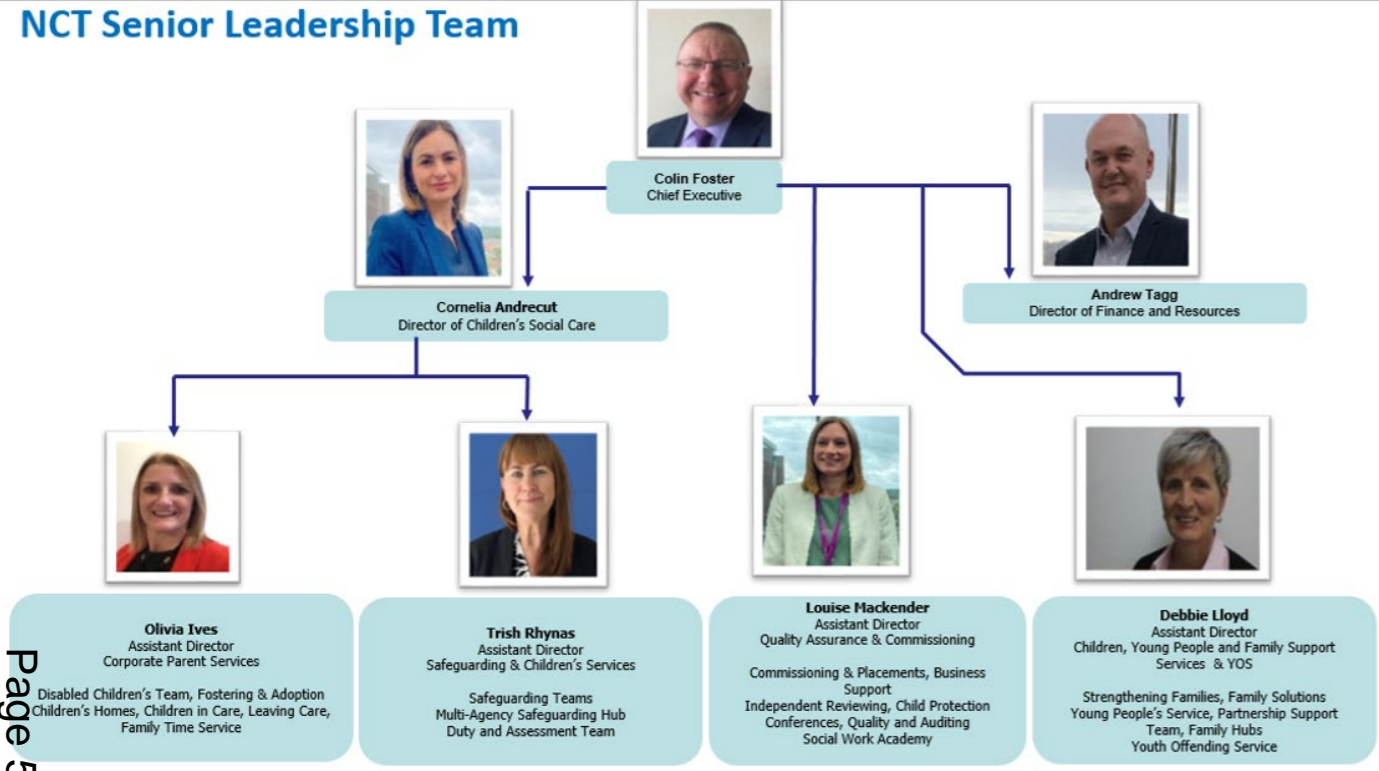 NCT Senior Leadership Team
Colin Foster
Chief Executive
Cornelia Andrecut
Director of Children's Social Care
Andrew Tagg
Director of Finance and Resources
Olivia Ives
Assistant Director
Corporate Parent Services
Disabled Children's Team, Fostering & Adoption
Children's Homes, Children in Care, Leaving Care,
Family Time Service
Trish Rhynas
Assistant Director
Safeguarding & Children's Services
Safeguarding Teams
Multi-Agency Safeguarding Hub
Duty and Assessment Team
Louise Mackender
Assistant Director
Quality Assurance & Commissioning
Commissioning & Placements, Business
Support
Independent Reviewing, Child Protection
Conferences, Quality and Auditing
Social Work Academy
Debbie Lloyd
Assistant Director
Children, Young People and Family Support
Services & YOS
Strengthening Families, Family Solutions
Young People's Service, Partnership Support
Team, Family Hubs
Youth Offending Service
Page